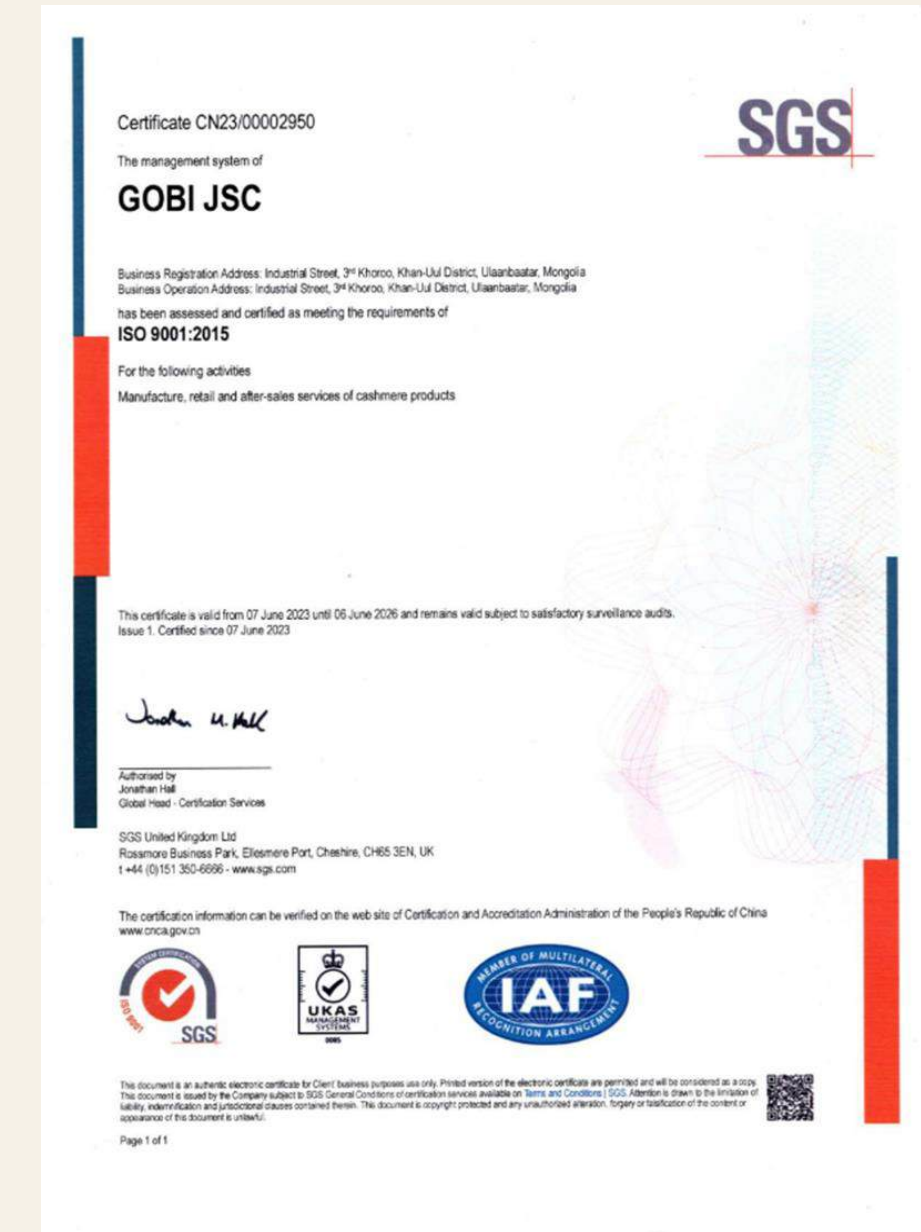 Certificate CN23/00002950
SGS
The management system of
GOBI JSC
Business Registration Address: Industrial Street, 3rd Khoroo, Khan-Uul District, Ulaanbaatar, Mongolia
Business Operation Address: Industrial Street, 3rd Khoroo, Khan-Uul District, Ulaanbaatar, Mongolia
has been assessed and certified as meeting the requirements of
ISO 9001:2015
For the following activities
Manufacture, retail and after-sales services of cashmere products
This certificate is valid from 07 June 2023 until 06 June 2026 and remains valid subject to satisfactory surveillance audits.
Issue 1. Certified since 07 June 2023
Jonathan M. Hall
Authorised by
Jonathan Hall
Global Head - Certification Services
SGS United Kingdom Ltd
Rossmore Business Park, Ellesmere Port, Cheshire, CH65 3EN, UK
t +44 (0)151 350-6666 - www.sgs.com
The certification information can be verified on the web site of Certification and Accreditation Administration of the People's Republic of China
www.cnca.gov.cn
SYSTEM CERTIFICATION
ISO 9001
SGS
UKAS
MANAGEMENT
SYSTEMS
0005
MEMBER OF MULTILATERAL
IAF
RECOGNITION ARRANGEMENT
This document is an authentic electronic certificate for Client' business purposes use only. Printed version of the electronic certificate are permitted and will be considered as a copy.
This document is issued by the Company subject to SGS General Conditions of certification services available on Terms and Conditions | SGS. Attention is drawn to the limitation of
liability, indemnification and jurisdictional clauses contained therein. This document is copyright protected and any unauthorized alteration, forgery or falsification of the content or
appearance of this document is unlawful.
Page 1 of 1